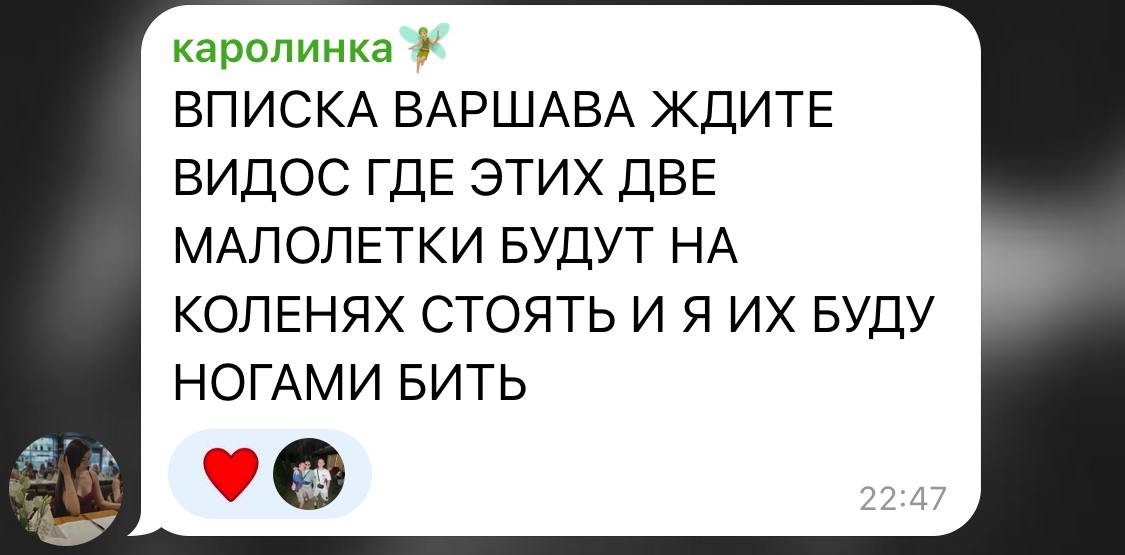 каролинка🧚
ВПИСКА ВАРШАВА ЖДИТЕ
ВИДОС ГДЕ ЭТИХ ДВЕ
МАЛОЛЕТКИ БУДУТ НА
КОЛЕНЯХ СТОЯТЬ И Я ИХ БУДУ
НОГАМИ БИТЬ
22:47